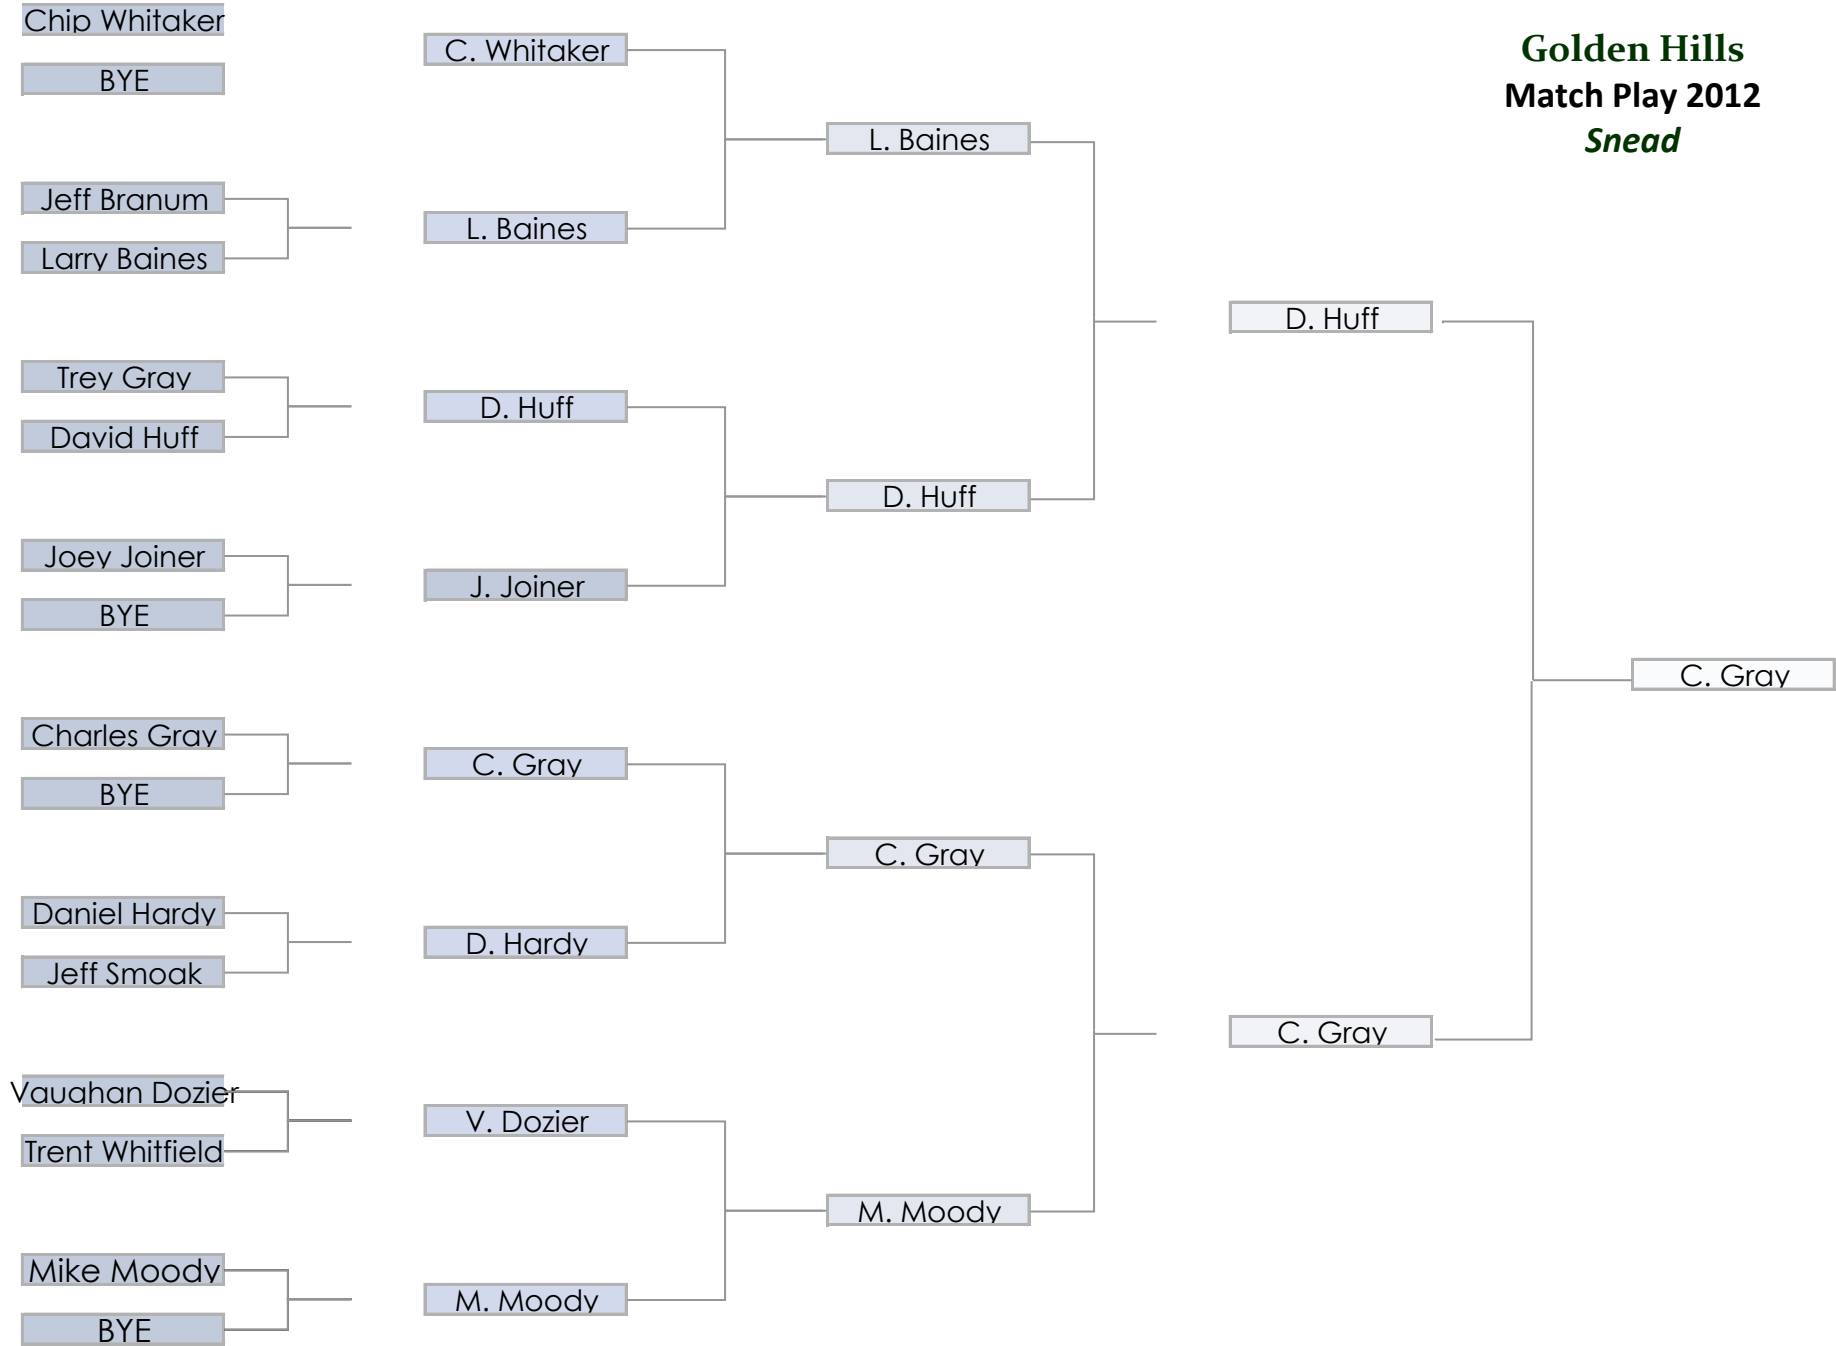 Chip Whitaker
BYE
Jeff Branum
Larry Baines
Trey Gray
David Huff
Joey Joiner
BYE
Charles Gray
BYE
Daniel Hardy
Jeff Smoak
Vaughan Dozier
Trent Whitfield
Mike Moody
BYE
C. Whitaker
L. Baines
D. Huff
J. Joiner
C. Gray
D. Hardy
V. Dozier
M. Moody
L. Baines
D. Huff
C. Gray
M. Moody
D. Huff
C. Gray
C. Gray
Golden Hills
Match Play 2012
Snead